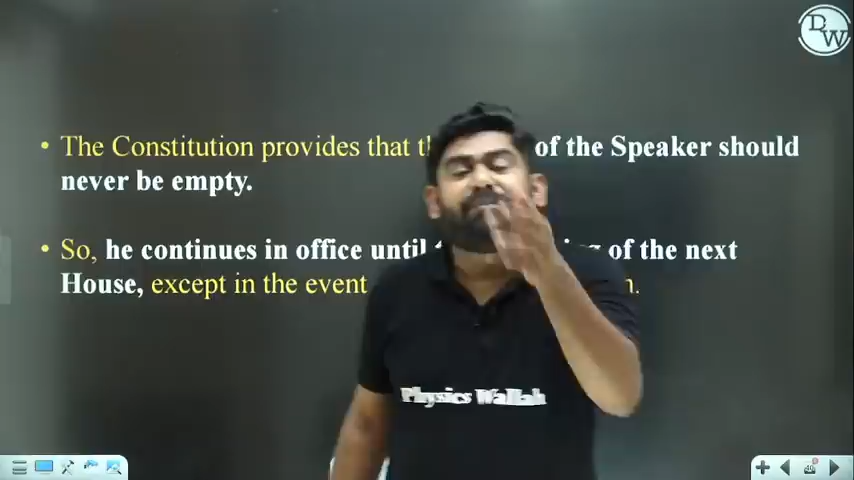 PW
• The Constitution provides that of the Speaker should
never be empty.
• So, he continues in office until of the next
House, except in the event
Physics Wallah